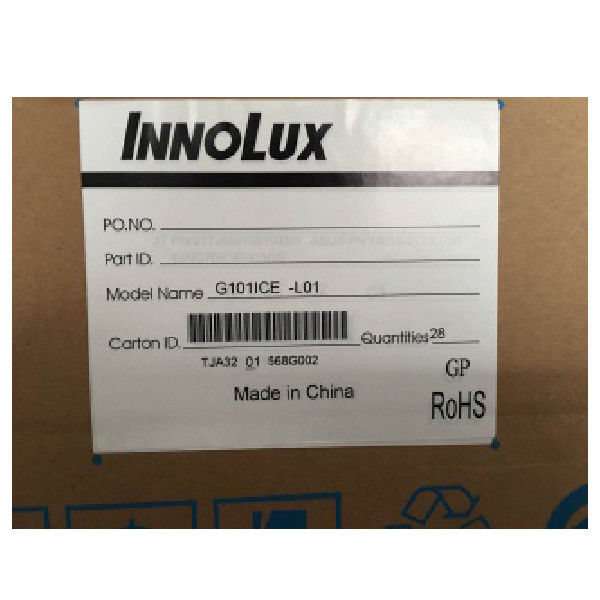 INNOLUX
PO.NO.
Part ID.
Model Name G101ICE -L01
Carton ID. Quantities 28
TJA32 01 568G002
GP
Made in China
RoHS